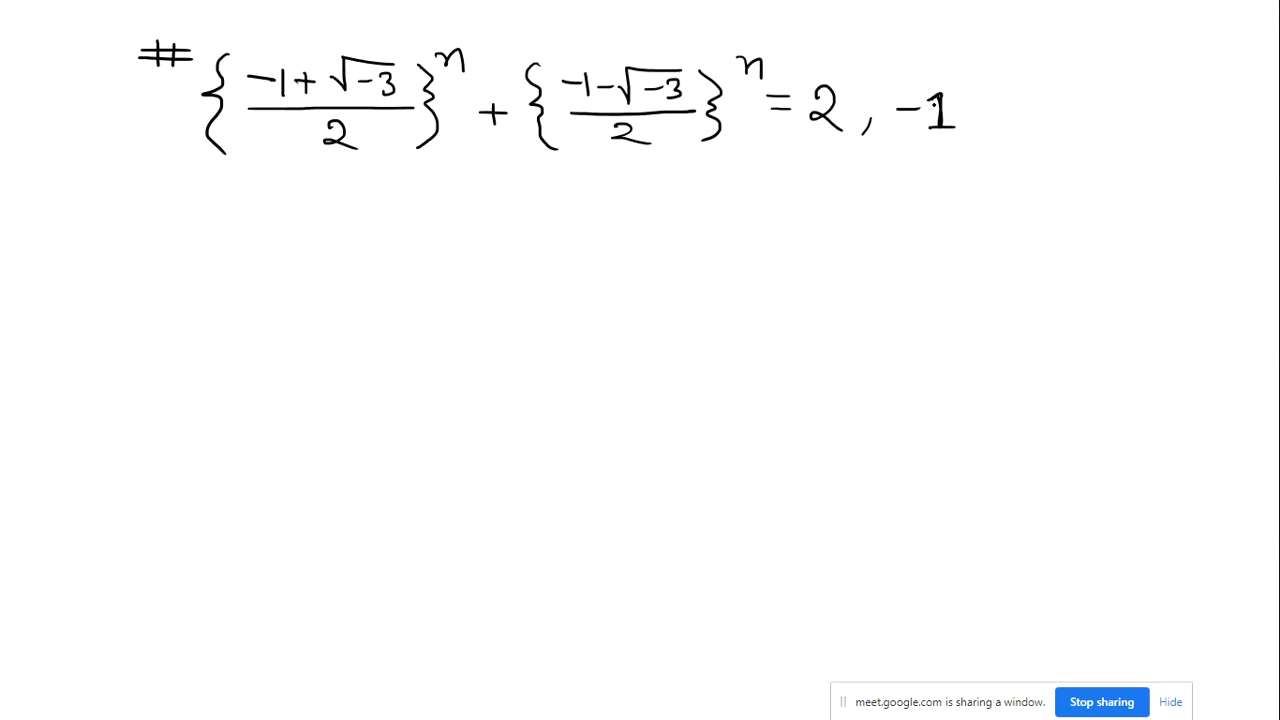 # {(-1+√-3)/2}^n + {(-1-√-3)/2}^n = 2, -1
meet.google.com is sharing a window. Stop sharing Hide